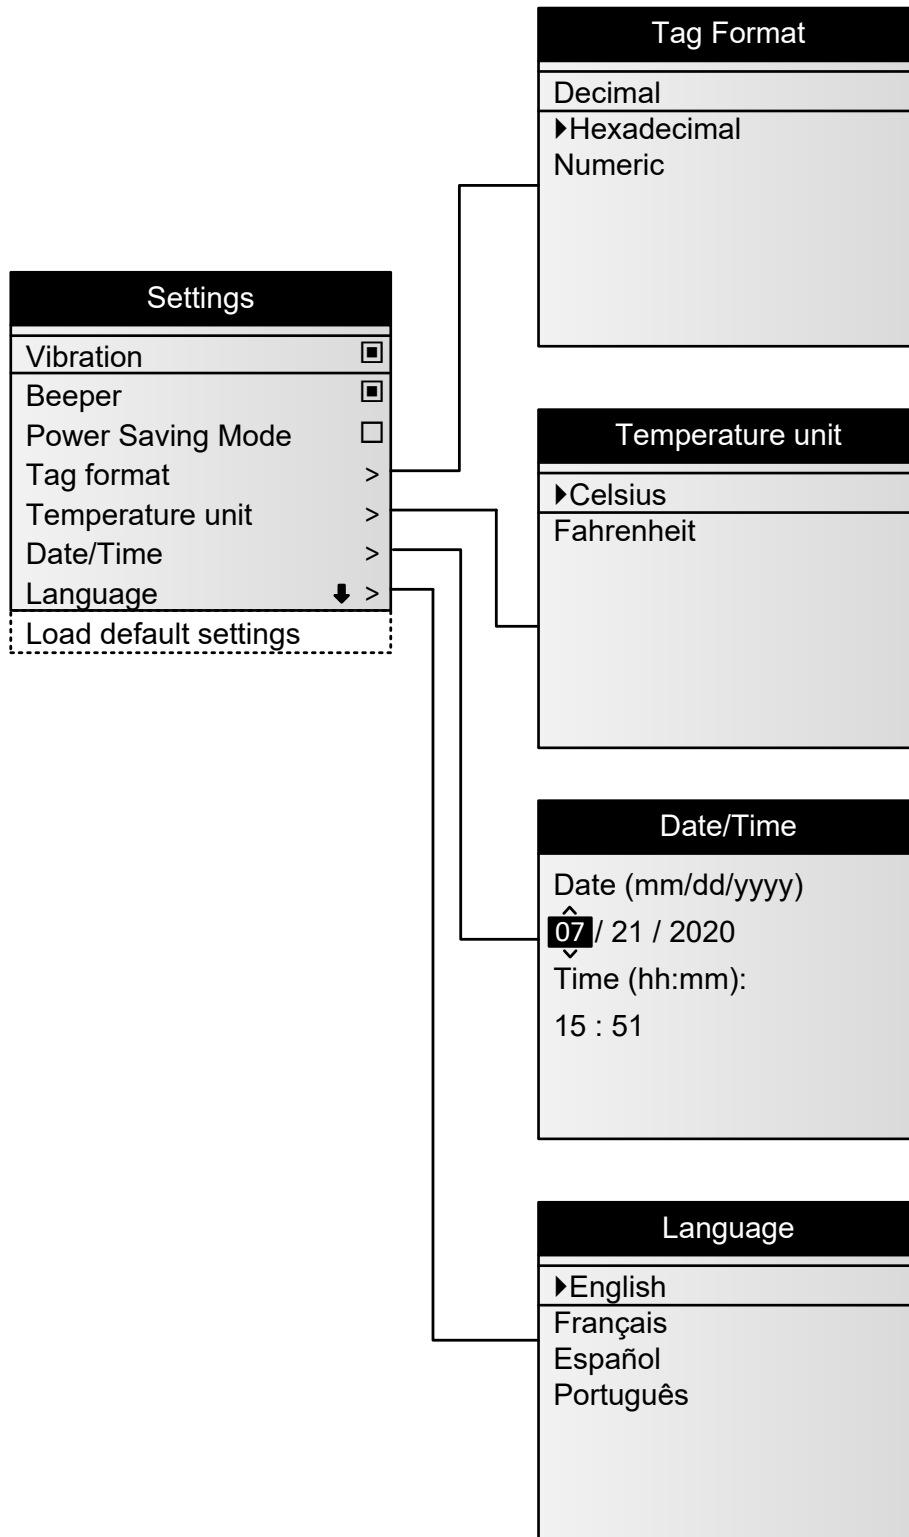 Tag Format
Decimal
Hexadecimal
Numeric
Settings
Vibration
Beeper
Power Saving Mode
Tag format >
Temperature unit >
Date/Time >
Language >
Load default settings
Temperature unit
Celsius
Fahrenheit
Date/Time
Date (mm/dd/yyyy)
07 / 21 / 2020
Time (hh:mm):
15 : 51
Language
English
Français
Español
Português